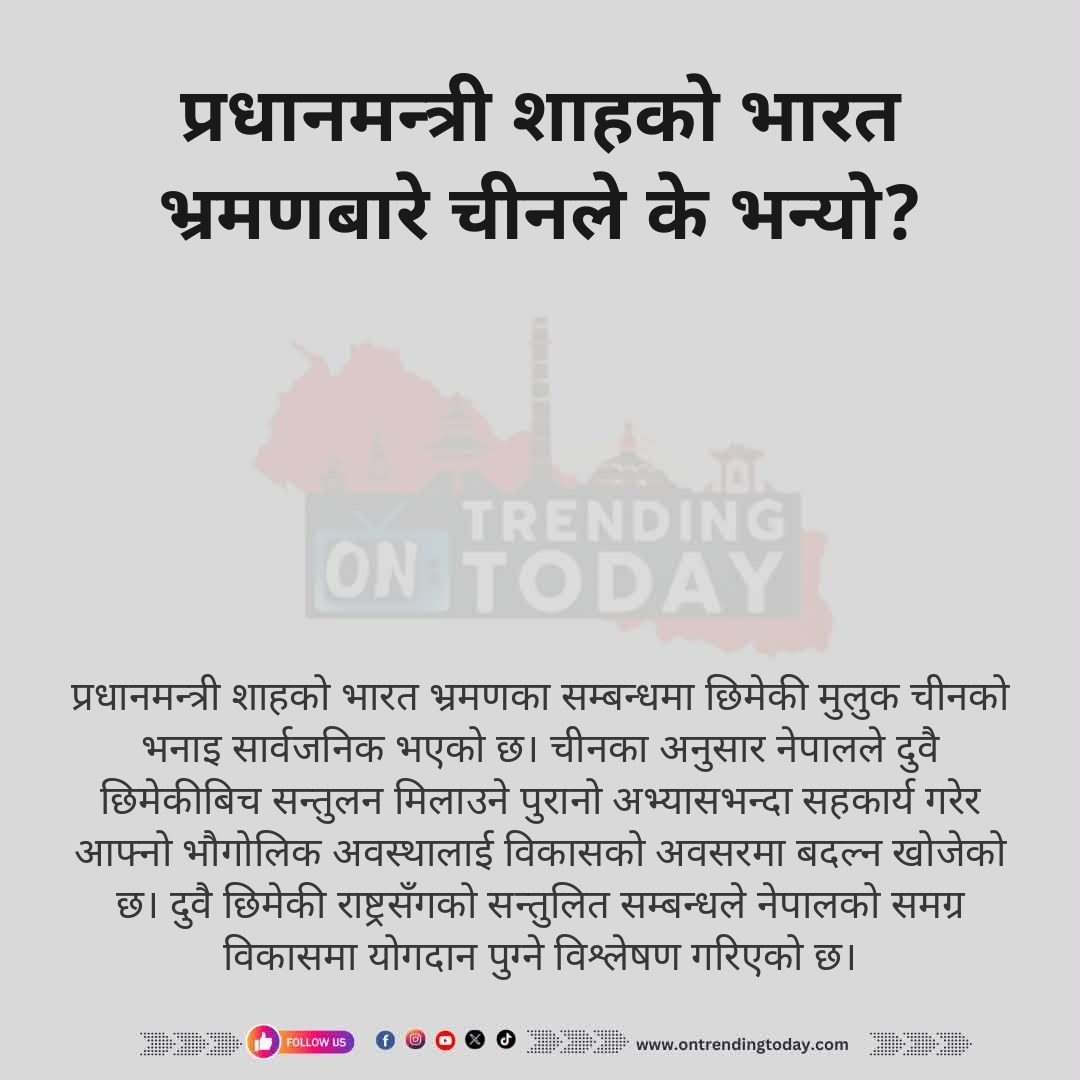 प्रधानमन्त्री शाहको भारत
भ्रमणबारे चीनले के भन्यो?
TRENDING
ON TODAY
प्रधानमन्त्री शाहको भारत भ्रमणका सम्बन्धमा छिमेकी मुलुक चीनको
भनाइ सार्वजनिक भएको छ। चीनका अनुसार नेपालले दुवै
छिमेकीबिच सन्तुलन मिलाउने पुरानो अभ्यासभन्दा सहकार्य गरेर
आफ्नो भौगोलिक अवस्थालाई विकासको अवसरमा बदल्न खोजेको
छ। दुवै छिमेकी राष्ट्रसँगको सन्तुलित सम्बन्धले नेपालको समग्र
विकासमा योगदान पुग्ने विश्लेषण गरिएको छ।
FOLLOW US www.ontrendingtoday.com